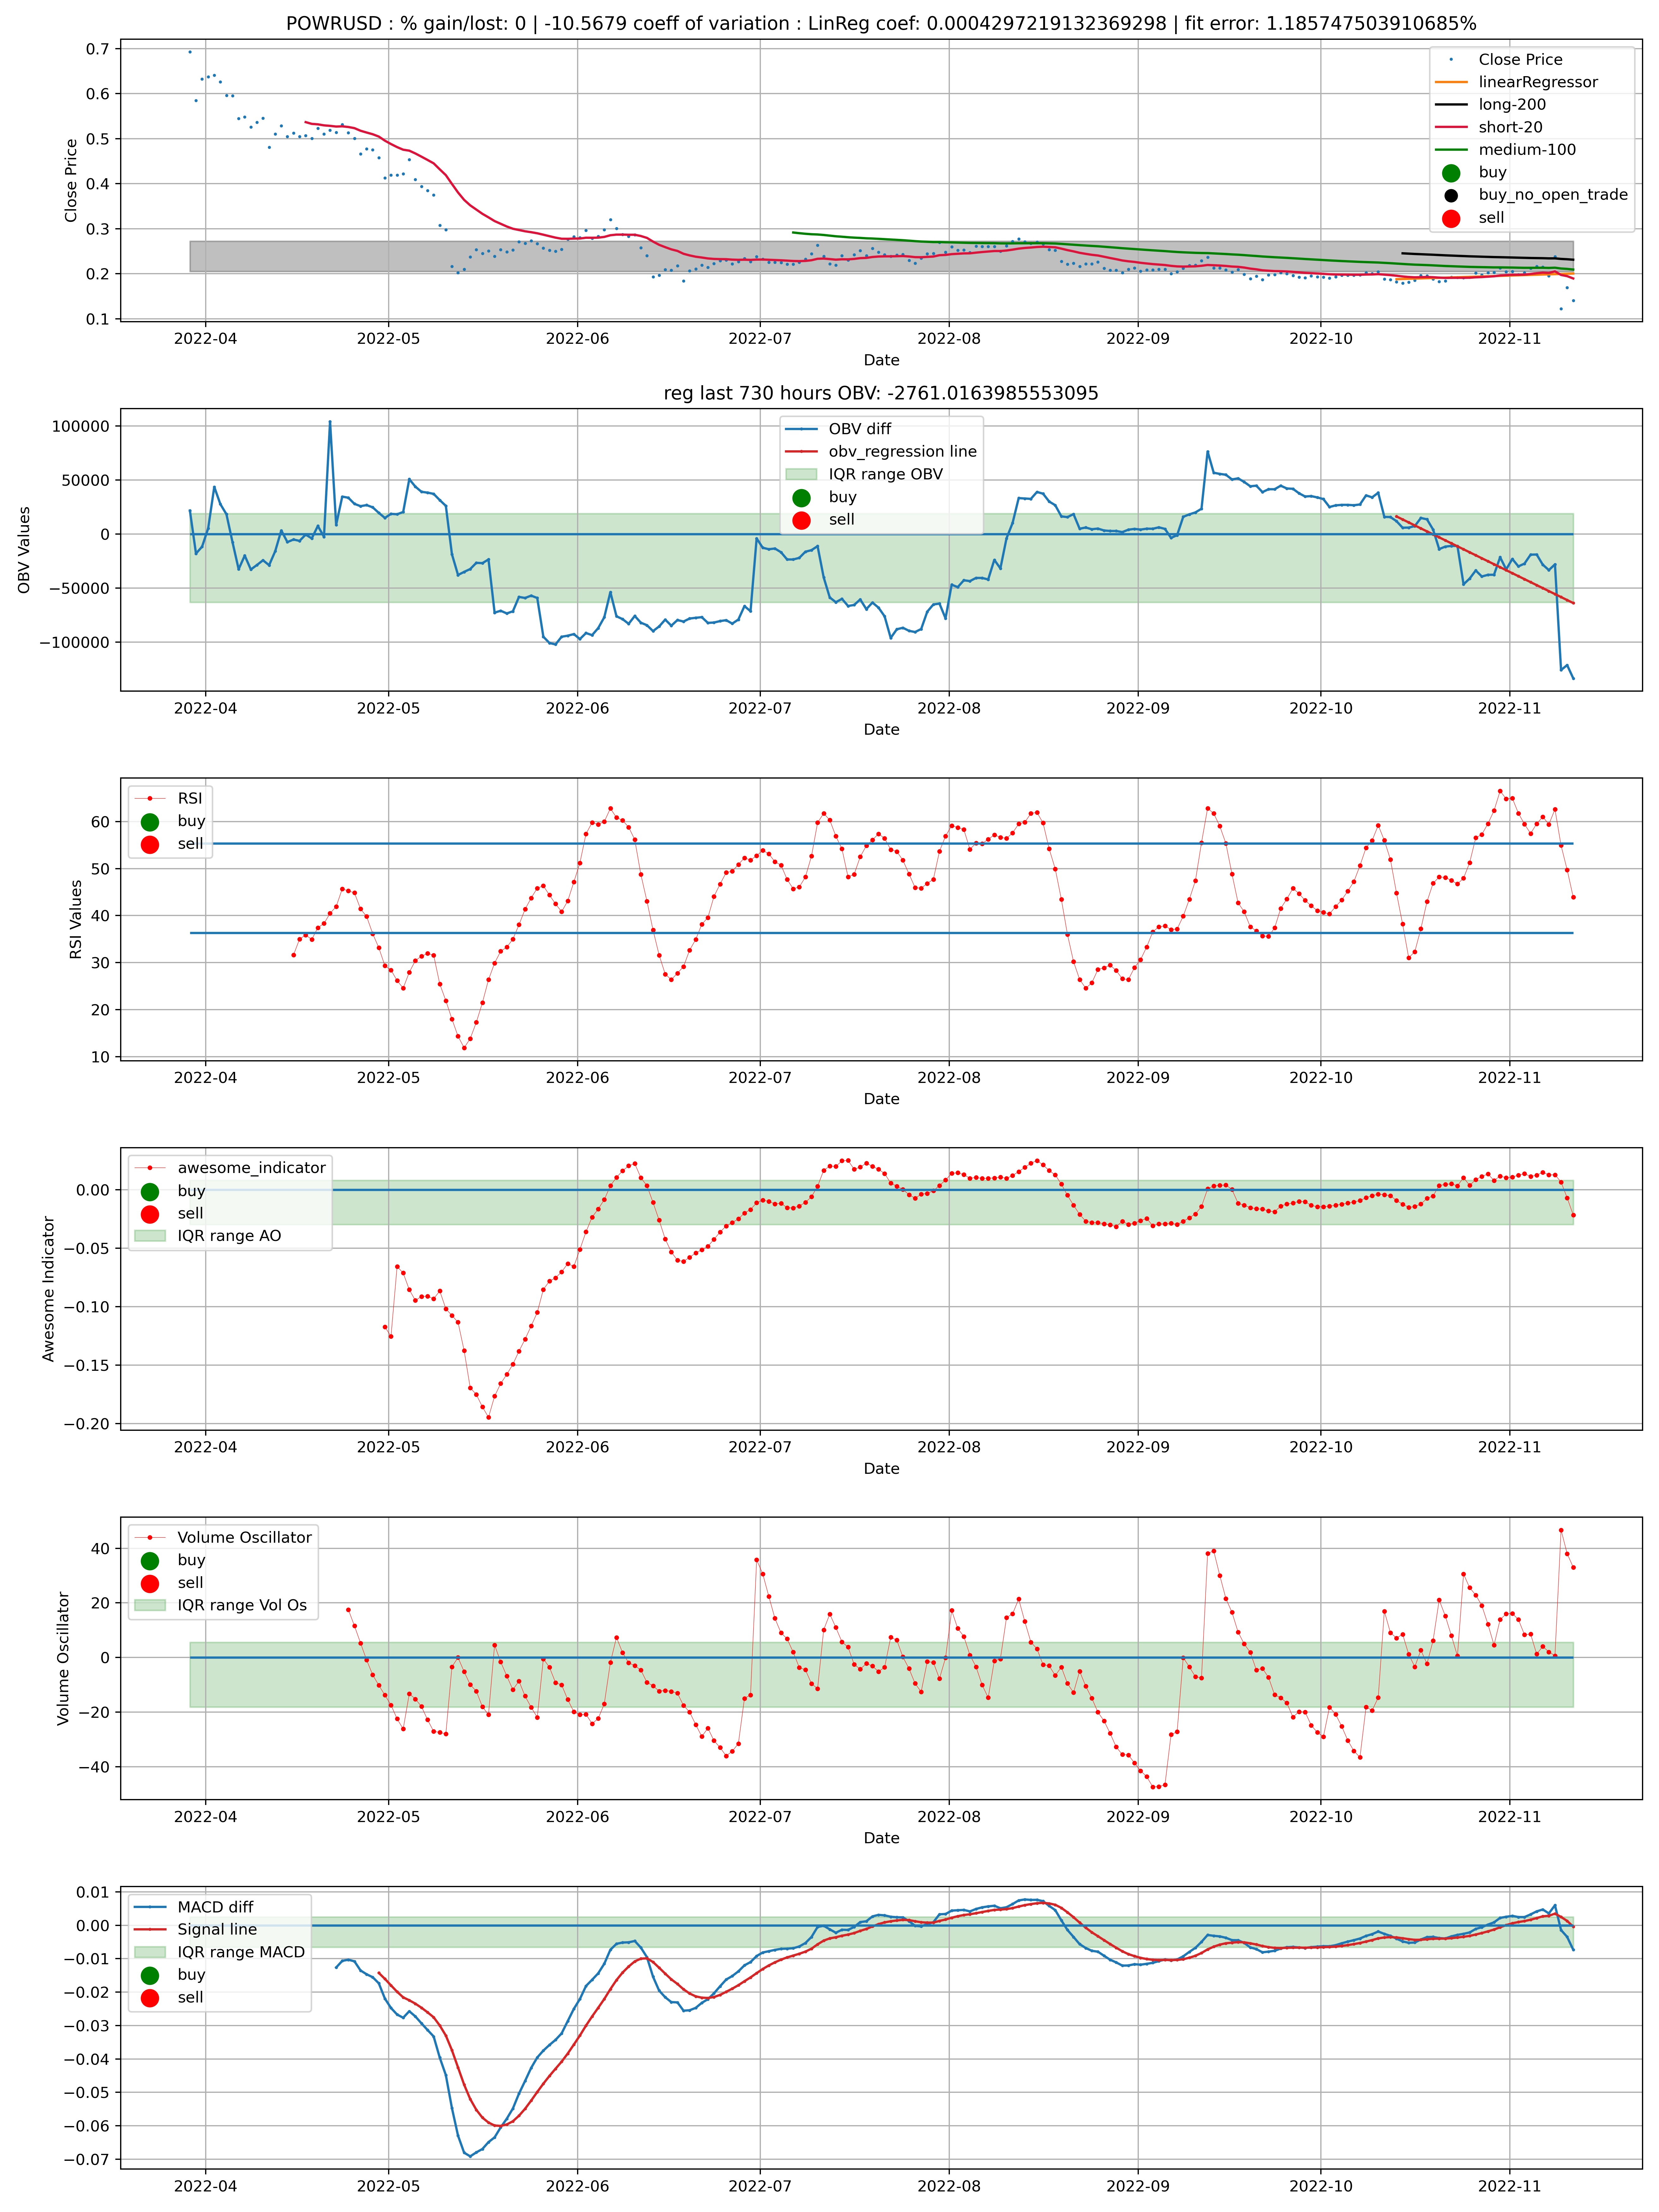 POWRUSD : % gain/lost: 0 | -10.5679 coeff of variation : LinReg coef: 0.0004297219132369298 | fit error: 1.185747503910685%
0.7
0.6
0.5
0.4
0.3
0.2
0.1
Close Price
Close Price
linearRegressor
long-200
short-20
medium-100
buy
buy_no_open_trade
sell
2022-04 2022-05 2022-06 2022-07 2022-08 2022-09 2022-10 2022-11
Date
reg last 730 hours OBV: -2761.0163985553095
100000
50000
0
−50000
−100000
OBV Values
OBV diff
obv_regression line
IQR range OBV
buy
sell
2022-04 2022-05 2022-06 2022-07 2022-08 2022-09 2022-10 2022-11
Date
60
50
40
30
20
10
RSI Values
RSI
buy
sell
2022-04 2022-05 2022-06 2022-07 2022-08 2022-09 2022-10 2022-11
Date
0.00
−0.05
−0.10
−0.15
−0.20
Awesome Indicator
awesome_indicator
buy
sell
IQR range AO
2022-04 2022-05 2022-06 2022-07 2022-08 2022-09 2022-10 2022-11
Date
40
20
0
−20
−40
Volume Oscillator
Volume Oscillator
buy
sell
IQR range Vol Os
2022-04 2022-05 2022-06 2022-07 2022-08 2022-09 2022-10 2022-11
Date
0.01
0.00
−0.01
−0.02
−0.03
−0.04
−0.05
−0.06
−0.07
MACD diff
Signal line
IQR range MACD
buy
sell
2022-04 2022-05 2022-06 2022-07 2022-08 2022-09 2022-10 2022-11